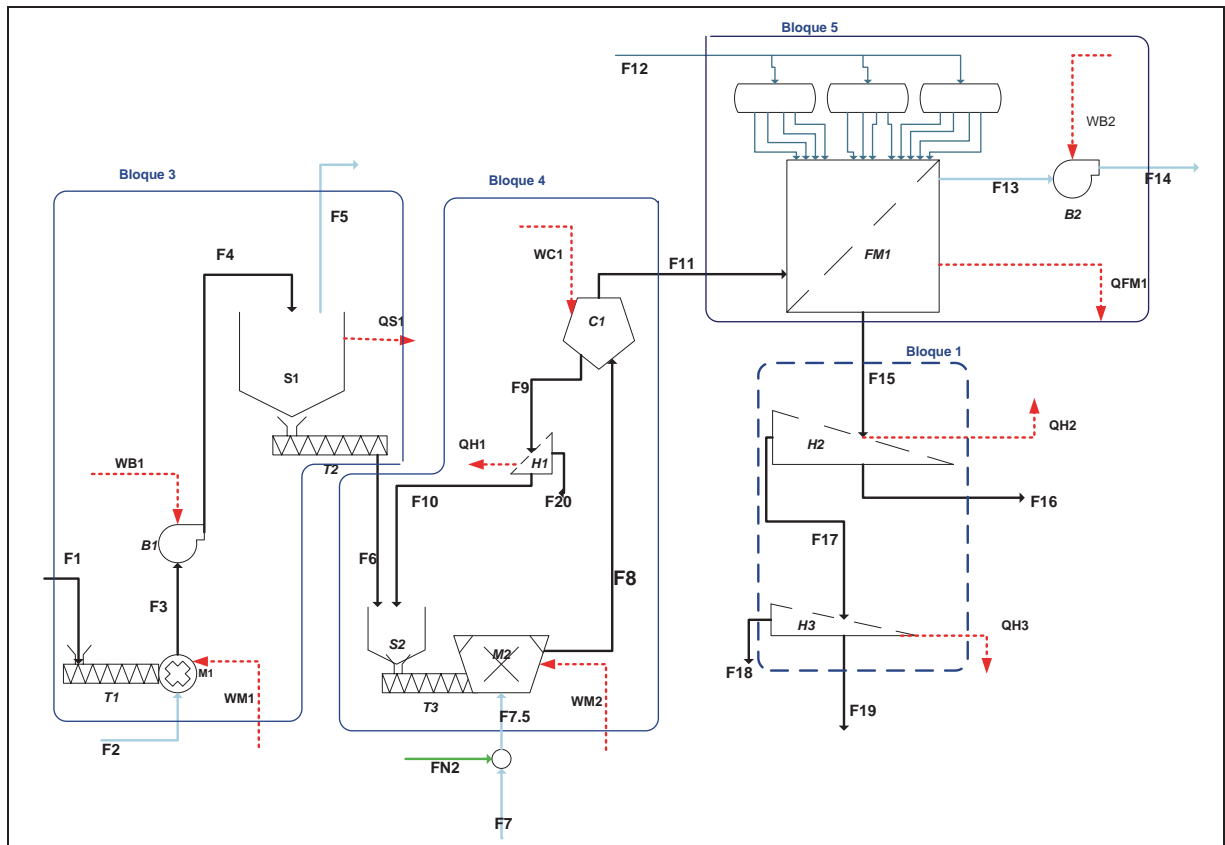 Bloque 5
F12
WB2
F13
B2
F14
FM1
QFM1
Bloque 3
Bloque 4
F5
F4
QS1
S1
T2
WC1
F11
C1
F9
QH1
H1
F20
F10
WB1
B1
F1
F3
F6
F8
M1
T1
WM1
F2
S2
M2
T3
F7.5
WM2
FN2
F7
Bloque 1
F15
QH2
H2
F16
F17
H3
QH3
F18
F19